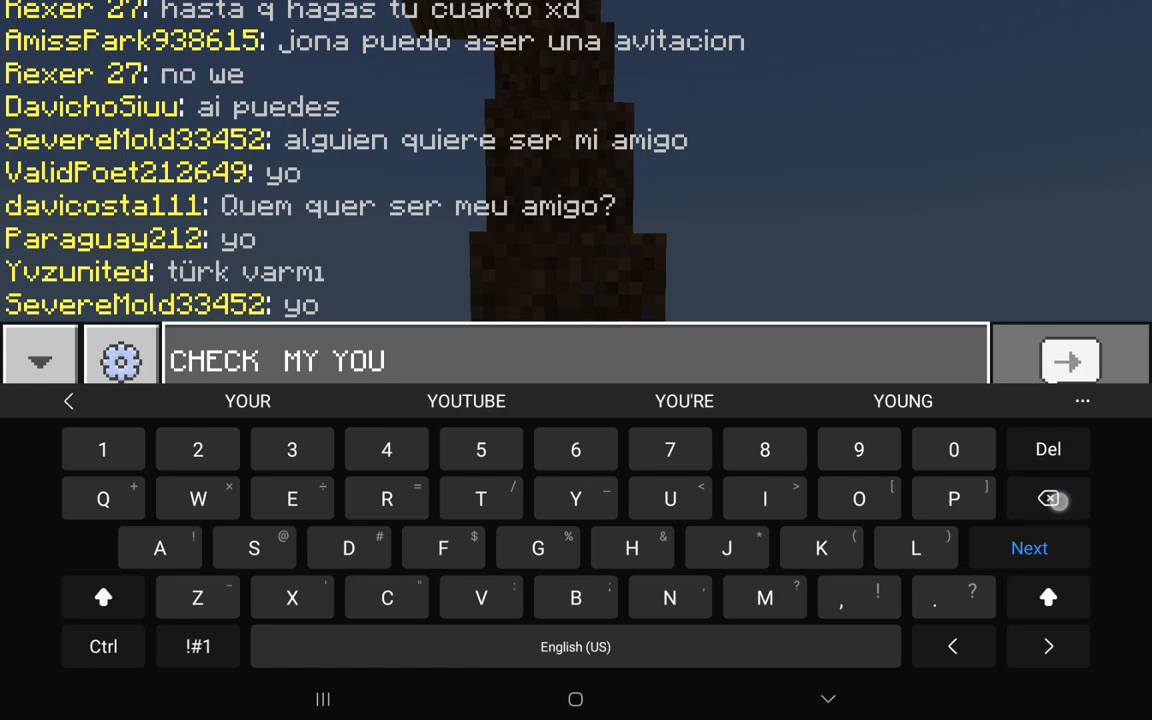 Rexer 27: hasta q hagas tu cuarto xd
AmissPark938615: jona puedo aser una avitacion
Rexer 27: no we
DavichoSiuu: ai puedes
SevereMold33452: alguien quiere ser mi amigo
ValidPoet212649: yo
davicosta111: Quem quer ser meu amigo?
Paraguay212: yo
Yvzunited: türk varmı
SevereMold33452: yo
CHECK  MY YOU
YOUR YOUTUBE YOU'RE YOUNG ...
1 2 3 4 5 6 7 8 9 0 Del
Q + W × E ÷ R = T / Y _ U < I > O [ P ]
A ! S @ D # F $ G % H & J * K ( L ) Next
Z - X ' C " V : B ; N , M ? , ! . ?
Ctrl !#1 English (US) < >